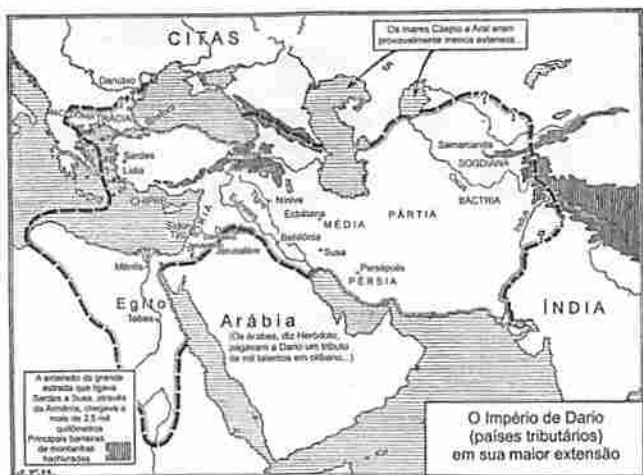 CITAS
Os mares Cáspio e Aral eram
provavelmente menos extensos...
Danúbio
TRÁCIA
Sardes
Lídia
Samarcanda
SOGDIANA
BÁCTRIA
CHIPRE
Nínive
Ecbátana
MÉDIA
PÁRTIA
Sidon
Tiro
Babilônia
Susa
Jerusalém
Persépolis
PÉRSIA
Mênfis
Egito
Tebas
Arábia
(Os árabes, diz Heródoto,
pagavam a Dario um tributo
de mil talentos em olíbano...)
ÍNDIA
A extensão da grande
estrada que ligava
Sardes a Susa, através
da Armênia, chegava a
mais de 2,5 mil
quilômetros
Principais barreiras
de montanhas
hachuradas
O Império de Dario
(países tributários)
em sua maior extensão